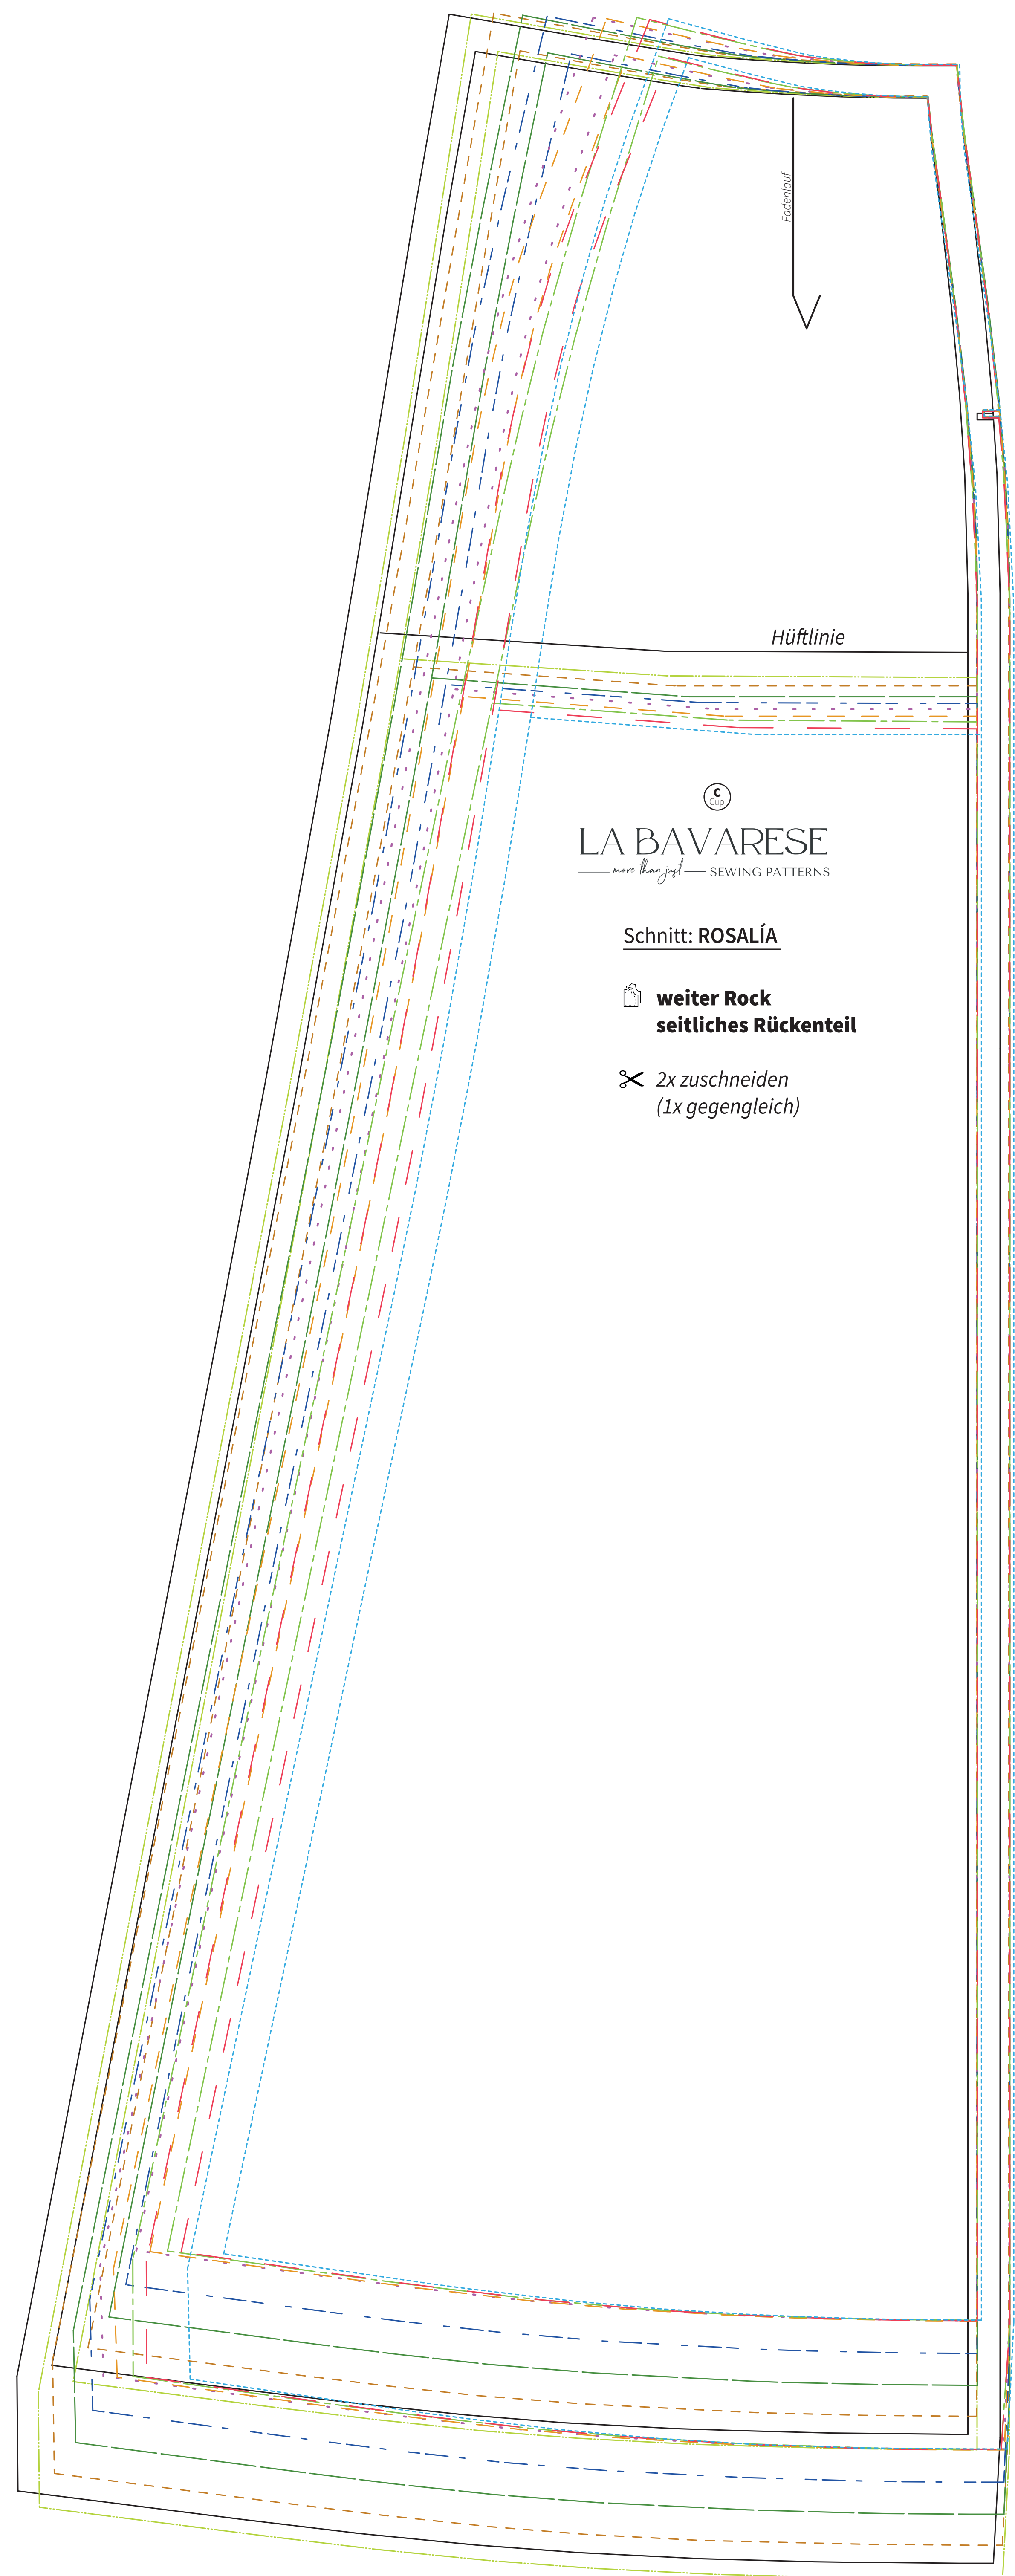 Fadenlauf
Hüftlinie
C
Cup
LA BAVARESE
more than just SEWING PATTERNS
Schnitt: ROSALÍA
weiter Rock
seitliches Rückenteil
2x zuschneiden
(1x gegengleich)